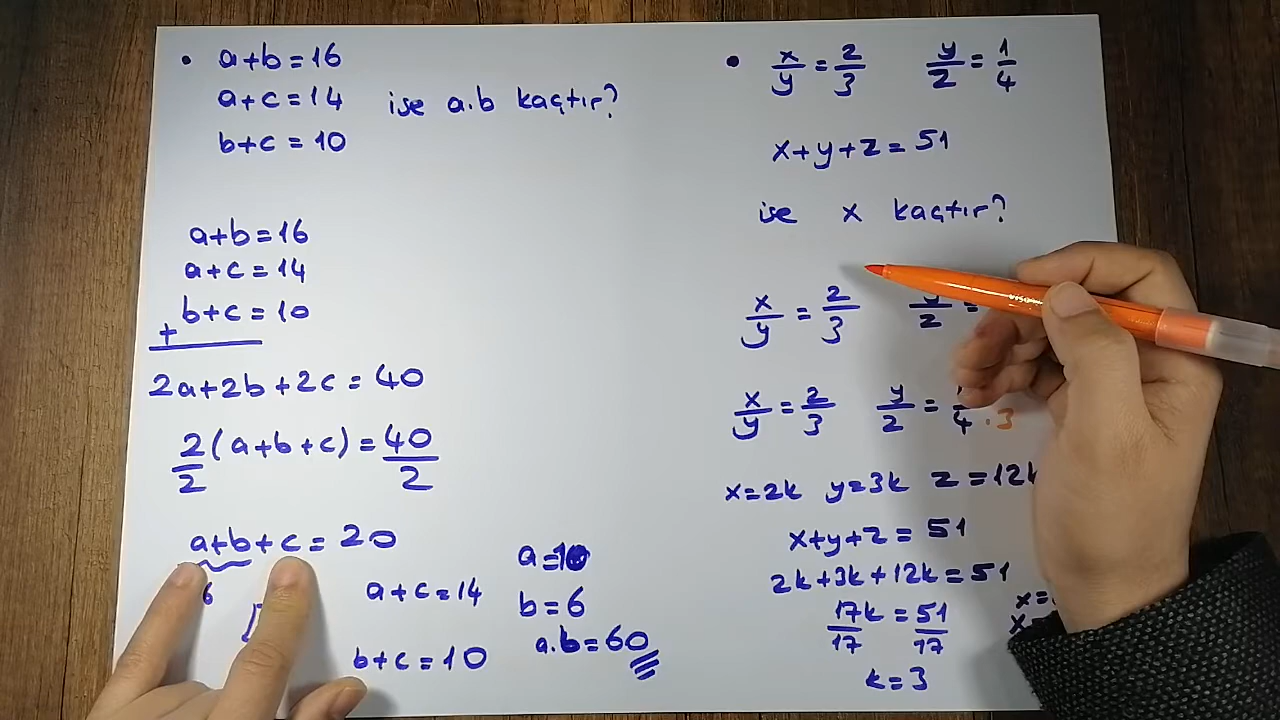 • a+b=16
a+c=14 ise a.b kaçtır?
b+c=10
a+b=16
a+c=14
+ b+c=10
2a+2b+2c=40
2/2 (a+b+c) = 40/2
a+b+c=20
6
a+c=14
b+c=10
a=10
b=6
a.b=60
• x/y = 2/3 y/z = 1/4
x+y+z=51
ise x kaçtır?
x/y = 2/3 y/z =
x/y = 2/3 y/z = 1/4 .3
x=2k y=3k z=12k
x+y+z=51
2k+3k+12k=51
17k/17 = 51/17
k=3
x=
x=